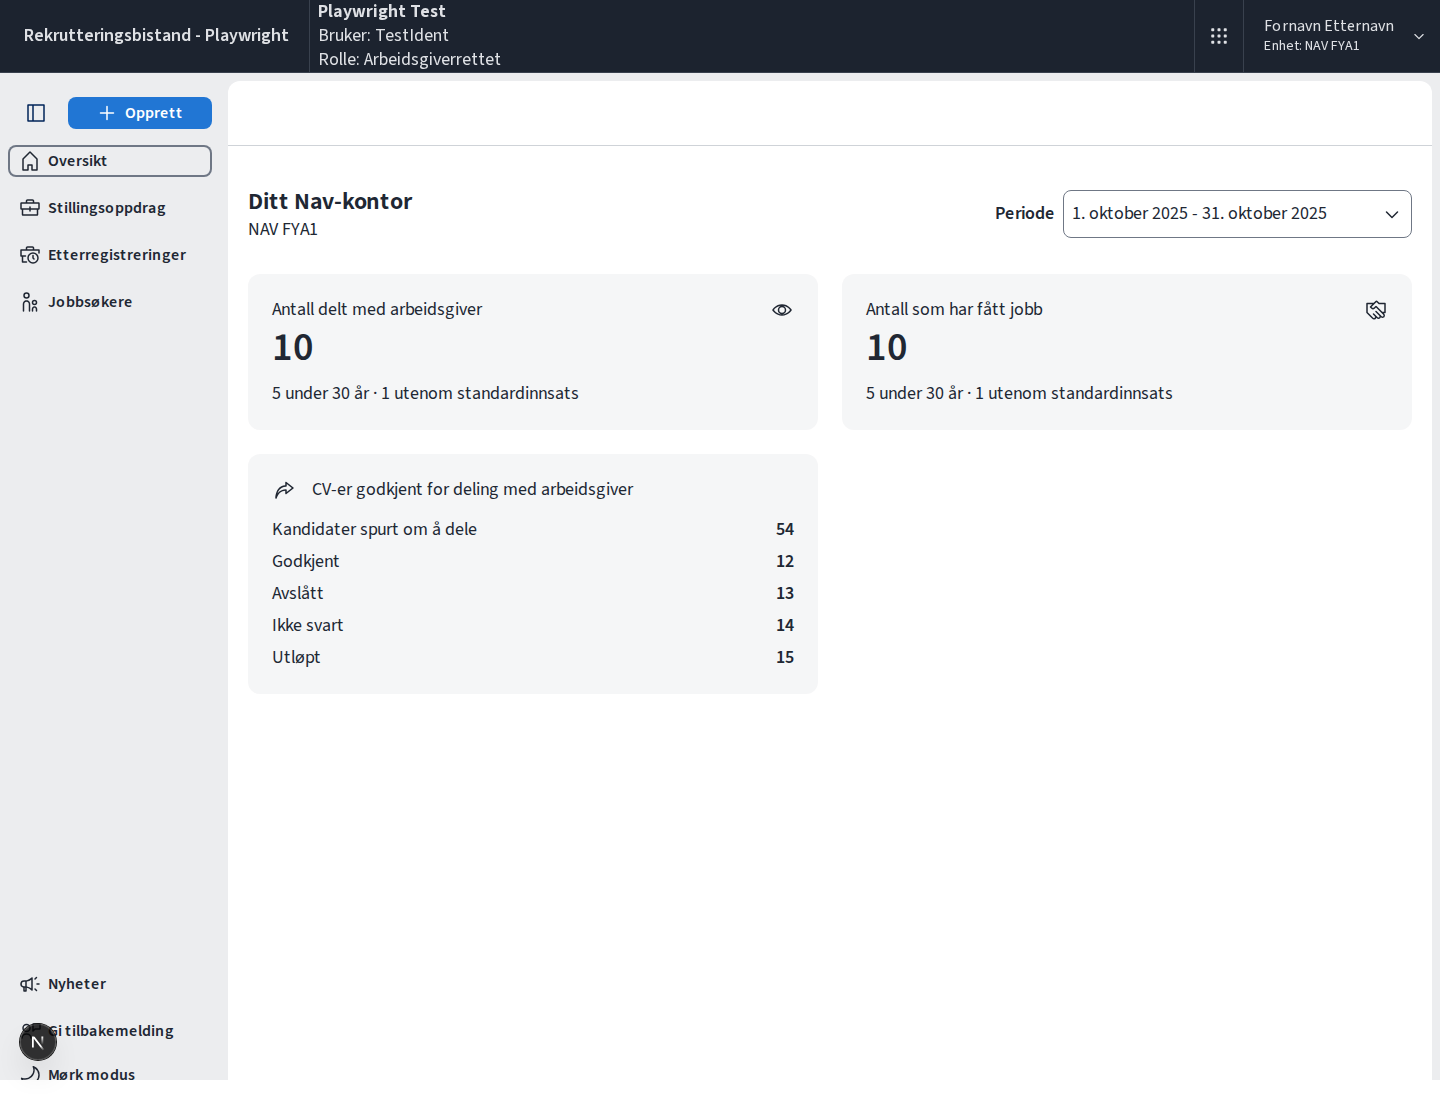 Rekrutteringsbistand - Playwright
Playwright Test
Bruker: TestIdent
Rolle: Arbeidsgiverrettet
Fornavn Etternavn
Enhet: NAV FYA1
Opprett
Oversikt
Stillingsoppdrag
Etterregistreringer
Jobbsøkere
Ditt Nav-kontor
NAV FYA1
Periode
1. oktober 2025 - 31. oktober 2025
Antall delt med arbeidsgiver
10
5 under 30 år · 1 utenom standardinnsats
Antall som har fått jobb
10
5 under 30 år · 1 utenom standardinnsats
CV-er godkjent for deling med arbeidsgiver
Kandidater spurt om å dele 54
Godkjent 12
Avslått 13
Ikke svart 14
Utløpt 15
Nyheter
Gi tilbakemelding
N
Mørk modus